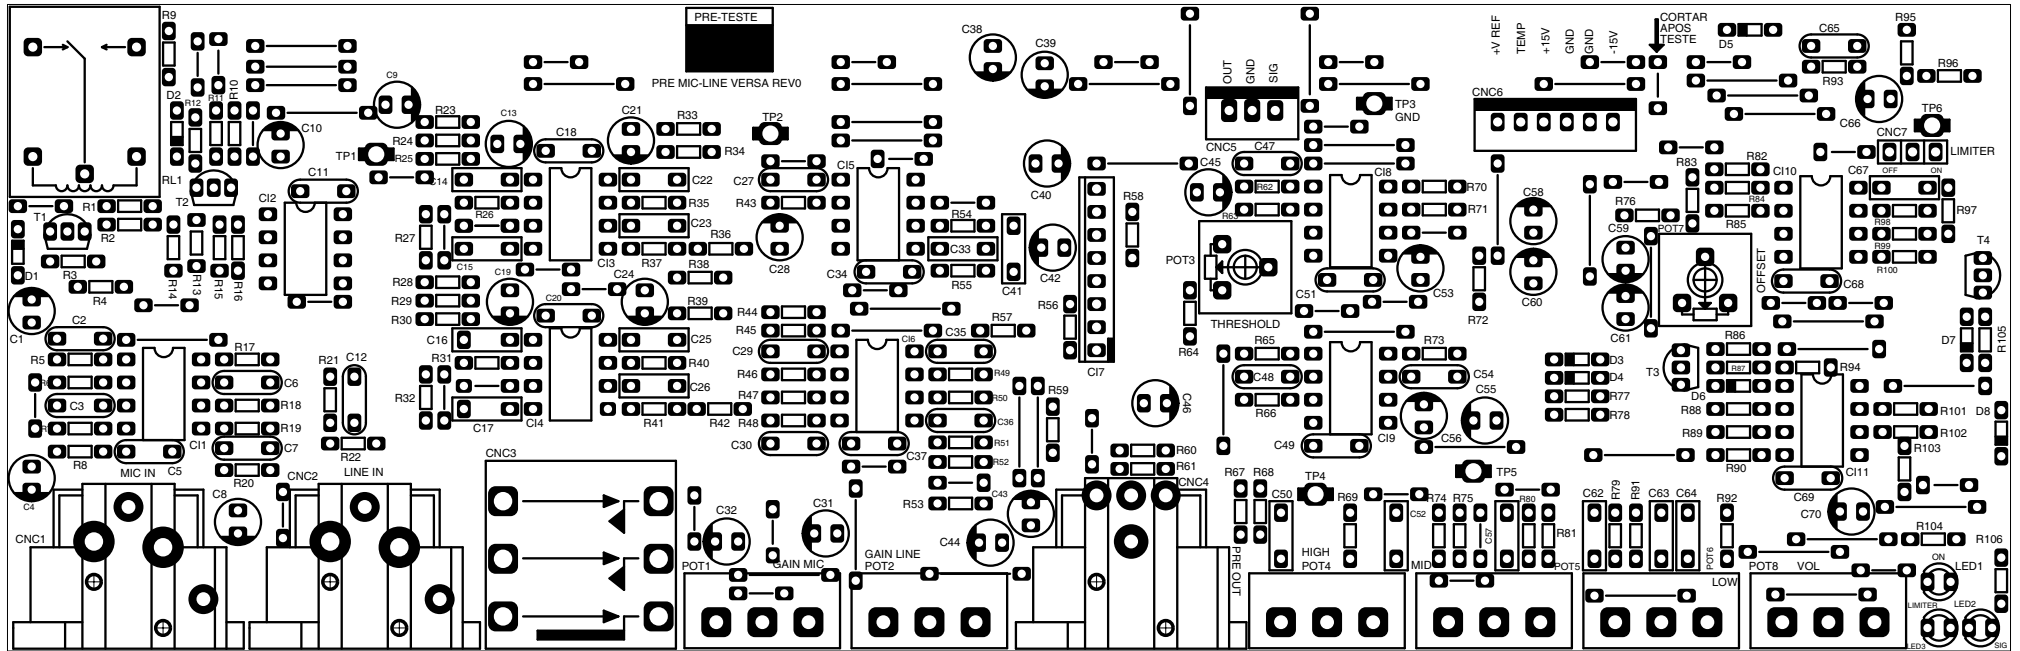 PRE-TESTE
PRE MIC-LINE VERSA REV0
R9
D2
R12
R11
R10
RL1
T2
C10
C9
TP1
C11
CI2
T1
R1
R2
R3
R4
D1
R14
R13
R15
R16
C1
C2
R5
C3
R8
C4
C5
CI1
R17
C6
R18
R19
C7
R20
R21
C12
R22
MIC IN
LINE IN
CNC1
CNC2
C8
CNC3
R23
R24
R25
C13
C14
C18
C21
R33
R34
TP2
R26
R27
C15
C22
R35
C23
R36
R37
CI3
R38
R28
R29
R30
C19
C20
C24
R39
C16
R31
R32
C17
CI4
C25
R40
C26
R41
R42
C27
R43
C28
CI5
C34
R54
C33
R55
C41
R44
R45
C29
R46
R47
R48
C30
CI6
C35
R57
R49
R50
C36
R51
R52
R53
C37
C43
C44
C32
C31
POT1
GAIN MIC
GAIN LINE
POT2
C38
C39
C40
C42
R56
R58
R59
CI7
C46
R60
R61
CNC4
PRE OUT
OUT
GND
SIG
CNC5
C45
C47
R62
R63
POT3
THRESHOLD
R64
TP3
GND
CI8
R70
R71
C53
C51
R65
C48
R66
C49
R73
C54
C55
C56
CI9
R72
TP4
TP5
R67
R68
C50
R69
C52
HIGH
POT4
R74
R75
C57
R80
R81
MID
POT5
+V REF
TEMP
+15V
GND
GND
-15V
CNC6
CORTAR
APOS
TESTE
C58
C60
C59
C61
R76
R83
POT7
OFFSET
R82
R84
R85
CI10
C67
D5
C65
R93
R95
R96
C66
TP6
CNC7
LIMITER
OFF
ON
R97
R98
R99
R100
C68
T4
D7
R105
D3
D4
R77
R78
T3
D6
R86
R87
R88
R89
R90
R94
R101
R102
R103
D8
CI11
C69
C70
C62
R79
R91
C63
C64
R92
POT6
LOW
POT8
VOL
R104
R106
ON
LED1
LIMITER
LED2
LED3
SIG